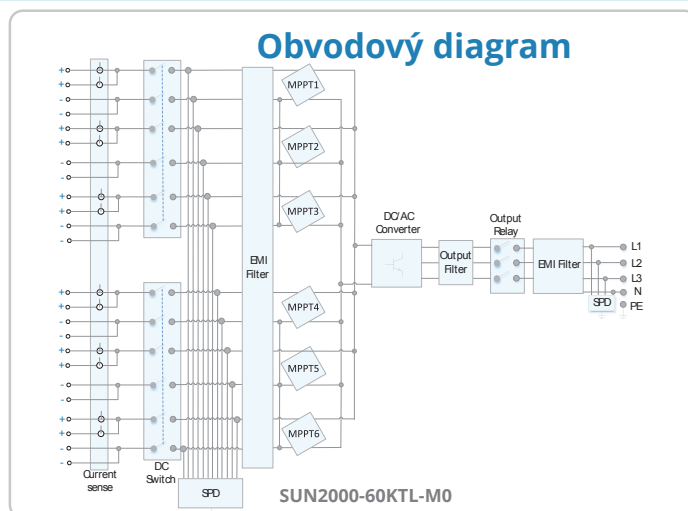 Obvodový diagram
+
+
-
-
+
+
-
-
+
+
-
-
+
+
-
-
+
+
-
-
+
+
-
-
MPPT1
MPPT2
MPPT3
MPPT4
MPPT5
MPPT6
EMI
Filter
DC/AC
Converter
Output
Filter
Output
Relay
EMI Filter
L1
L2
L3
N
PE
SPD
Current
sense
DC
Switch
SPD
SUN2000-60KTL-M0